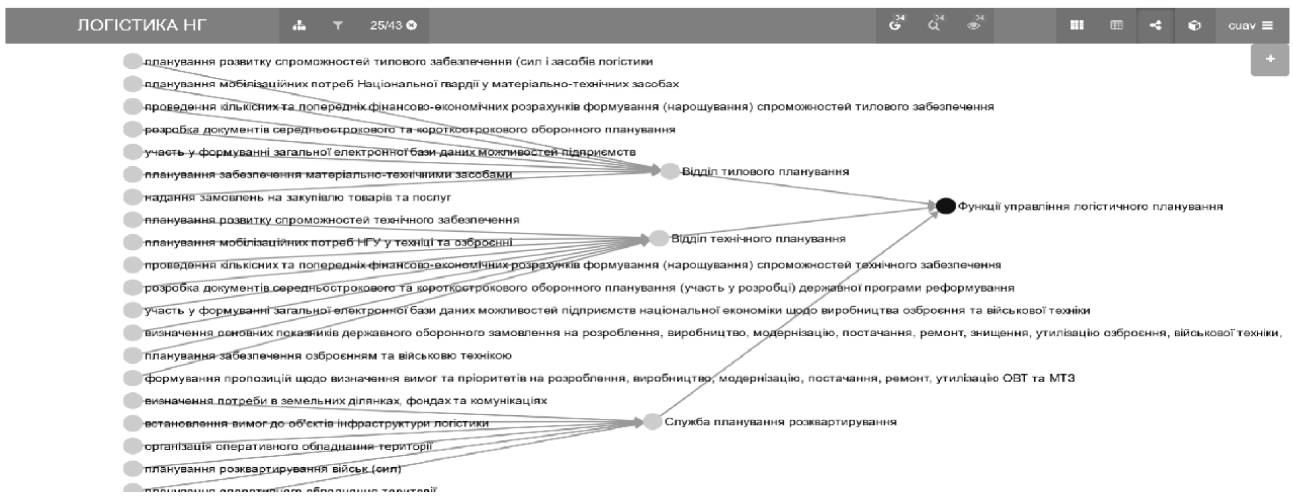 ЛОГІСТИКА НГ
25/43
34
34
34
cuav
планування розвитку спроможностей тилового забезпечення (сил і засобів логістики
планування мобілізаційних потреб Національної гвардії у матеріально-технічних засобах
проведення кількісних та попередніх фінансово-економічних розрахунків формування (нарощування) спроможностей тилового забезпечення
розробка документів середньострокового та короткострокового оборонного планування
участь у формуванні загальної електронної бази даних можливостей підприємств
планування забезпечення матеріально-технічними засобами
Відділ тилового планування
надання замовлень на закупівлю товарів та послуг
Функції управління логістичного планування
планування розвитку спроможностей технічного забезпечення
планування мобілізаційних потреб НГУ у техніці та озброєнні
Відділ технічного планування
проведення кількісних та попередніх фінансово-економічних розрахунків формування (нарощування) спроможностей технічного забезпечення
розробка документів середньострокового та короткострокового оборонного планування (участь у розробці) державної програми реформування
участь у формуванні загальної електронної бази даних можливостей підприємств національної економіки щодо виробництва озброєння та військової техніки
визначення основних показників державного оборонного замовлення на розроблення, виробництво, модернізацію, постачання, ремонт, знищення, утилізацію озброєння, військової техніки,
планування забезпечення озброєнням та військовю технікою
формування пропозицій щодо визначення вимог та пріоритетів на розроблення, виробництво, модернізацію, постачання, ремонт, утилізацію ОВТ та МТЗ
визначення потреби в земельних ділянках, фондах та комунікаціях
встановлення вимог до об'єктів інфраструктури логістики
Служба планування розквартирування
організація оперативного обладнання території
планування розквартирування військ (сил)
планування оперативного обладнання території